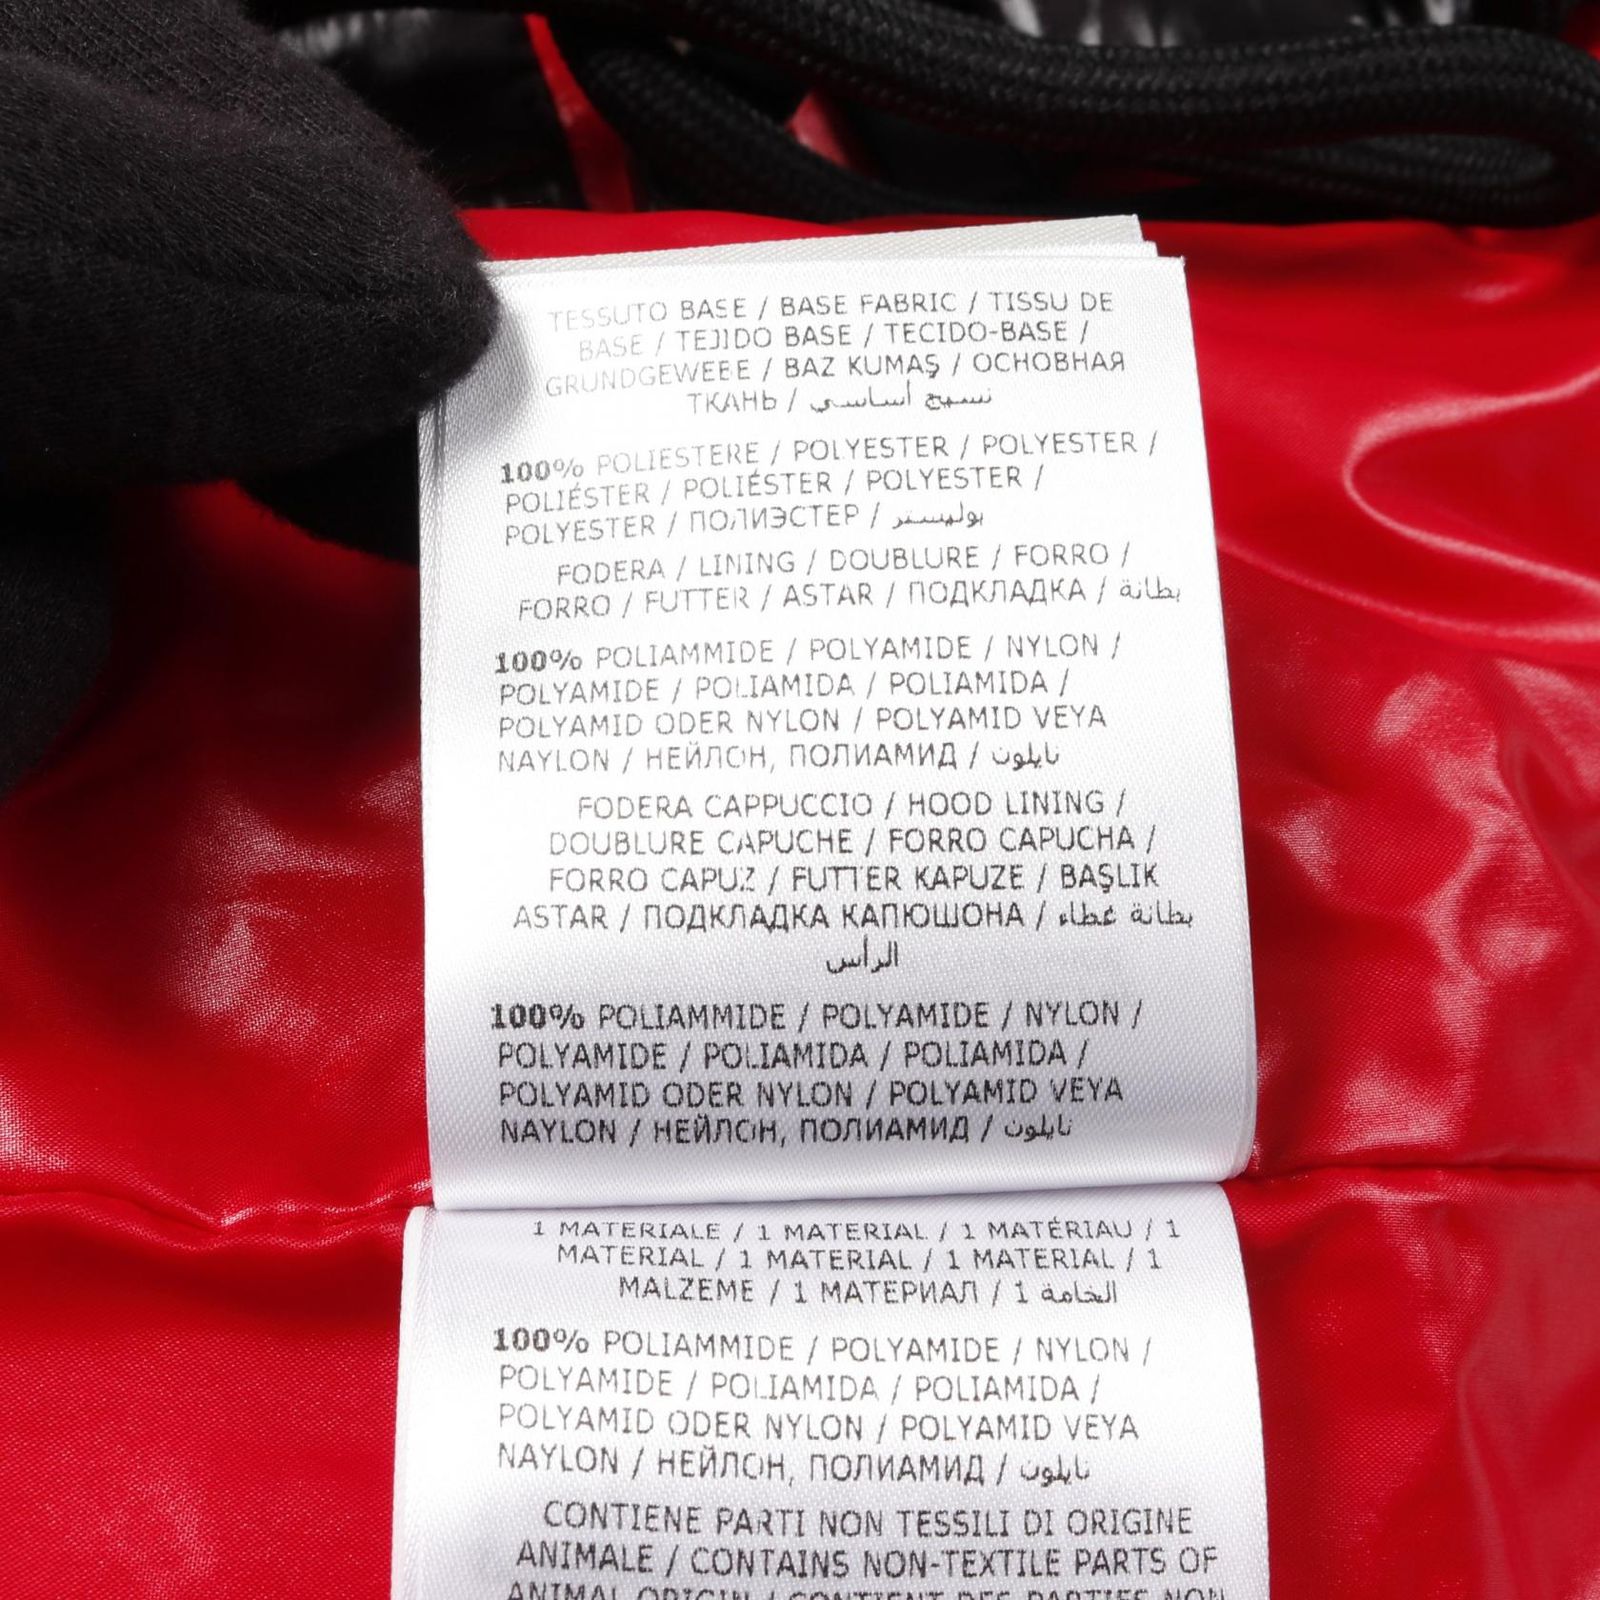 TESSUTO BASE / BASE FABRIC / TISSU DE
BASE / TEJIDO BASE / TECIDO-BASE /
GRUNDGEWEBE / BAZ KUMAŞ / ОСНОВНАЯ
ТКАНЬ / نسيج أساسي
100% POLIESTERE / POLYESTER / POLYESTER /
POLIÉSTER / POLIÉSTER / POLYESTER /
POLYESTER / ПОЛИЭСТЕР / بوليستر
FODERA / LINING / DOUBLURE / FORRO /
FORRO / FUTTER / ASTAR / ПОДКЛАДКА / بطانة
100% POLIAMMIDE / POLYAMIDE / NYLON /
POLYAMIDE / POLIAMIDA / POLIAMIDA /
POLYAMID ODER NYLON / POLYAMID VEYA
NAYLON / НЕЙЛОН, ПОЛИАМИД / نايلون
FODERA CAPPUCCIO / HOOD LINING /
DOUBLURE CAPUCHE / FORRO CAPUCHA /
FORRO CAPUZ / FUTTER KAPUZE / BAŞLIK
ASTAR / ПОДКЛАДКА КАПЮШОНА / بطانة غطاء
الرأس
100% POLIAMMIDE / POLYAMIDE / NYLON /
POLYAMIDE / POLIAMIDA / POLIAMIDA /
POLYAMID ODER NYLON / POLYAMID VEYA
NAYLON / НЕЙЛОН, ПОЛИАМИД / نايلون
1 MATERIALE / 1 MATERIAL / 1 MATÉRIAU / 1
MATERIAL / 1 MATERIAL / 1 MATERIAL / 1
MALZEME / 1 МАТЕРИАЛ / 1 الخامة
100% POLIAMMIDE / POLYAMIDE / NYLON /
POLYAMIDE / POLIAMIDA / POLIAMIDA /
POLYAMID ODER NYLON / POLYAMID VEYA
NAYLON / НЕЙЛОН, ПОЛИАМИД / نايلون
CONTIENE PARTI NON TESSILI DI ORIGINE
ANIMALE / CONTAINS NON-TEXTILE PARTS OF
ANIMAL ORIGIN / CONTIENT DES PARTIES NON